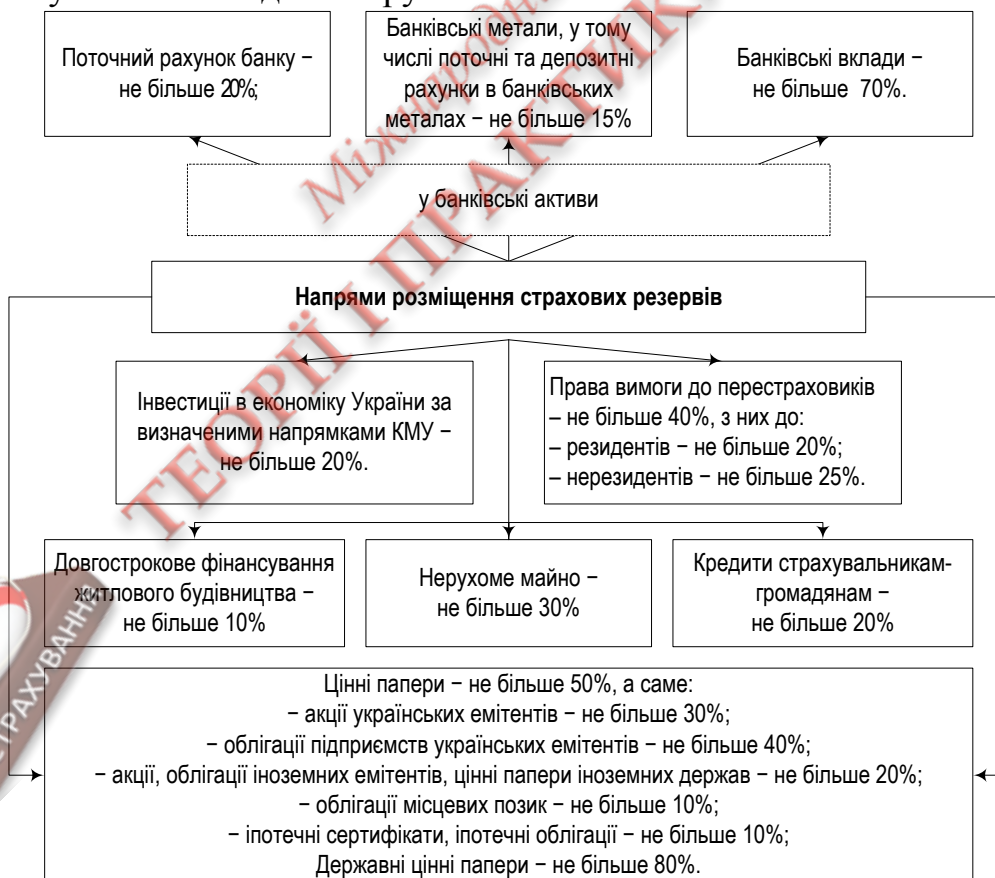 Поточний рахунок банку –
не більше 20%;
Банківські метали, у тому
числі поточні та депозитні
рахунки в банківських
металах – не більше 15%
Банківські вклади –
не більше 70%.
у банківські активи
Напрями розміщення страхових резервів
Інвестиції в економіку України за
визначеними напрямками КМУ –
не більше 20%.
Права вимоги до перестраховиків
– не більше 40%, з них до:
– резидентів – не більше 20%;
– нерезидентів – не більше 25%.
Довгострокове фінансування
житлового будівництва –
не більше 10%
Нерухоме майно –
не більше 30%
Кредити страхувальникам-
громадянам –
не більше 20%
Цінні папери – не більше 50%, а саме:
- акції українських емітентів – не більше 30%;
- облігації підприємств українських емітентів – не більше 40%;
- акції, облігації іноземних емітентів, цінні папери іноземних держав – не більше 20%;
- облігації місцевих позик – не більше 10%;
- іпотечні сертифікати, іпотечні облігації – не більше 10%;
Державні цінні папери – не більше 80%.
ТЕОРІЇ І ПРАКТИК